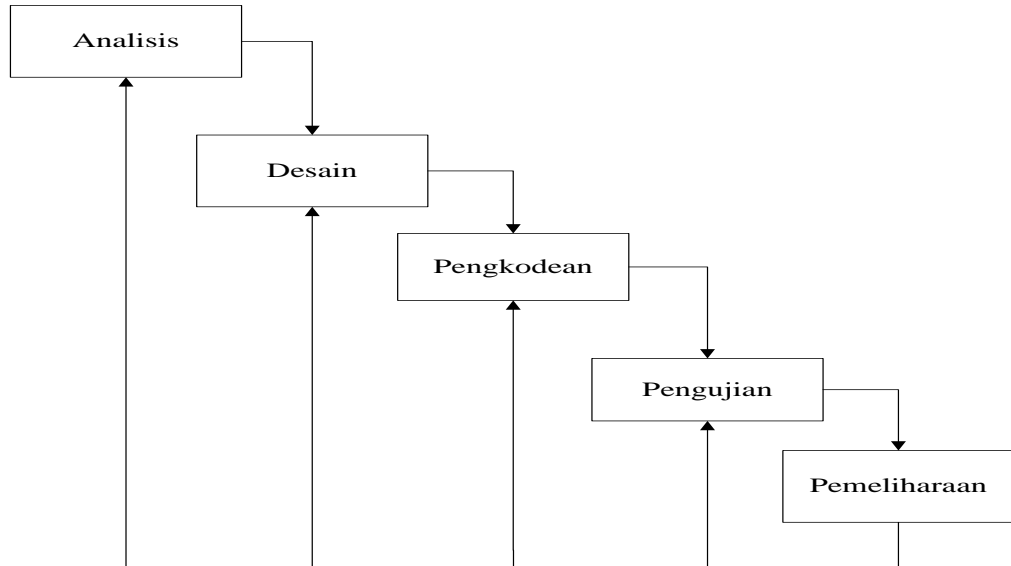 Analisis
Desain
Pengkodean
Pengujian
Pemeliharaan